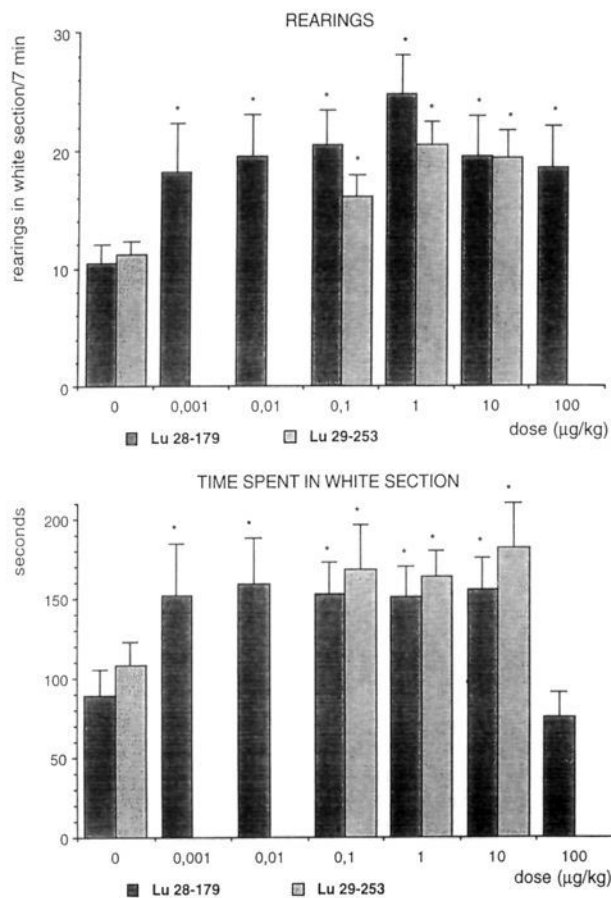 REARINGS
rearings in white section/7 min
30
20
10
0
* * * * * * * * *
0 0,001 0,01 0,1 1 10 100
dose (µg/kg)
Lu 28-179 Lu 29-253
TIME SPENT IN WHITE SECTION
seconds
200
150
100
50
0
* * * * * * * *
0 0,001 0,01 0,1 1 10 100
dose (µg/kg)
Lu 28-179 Lu 29-253